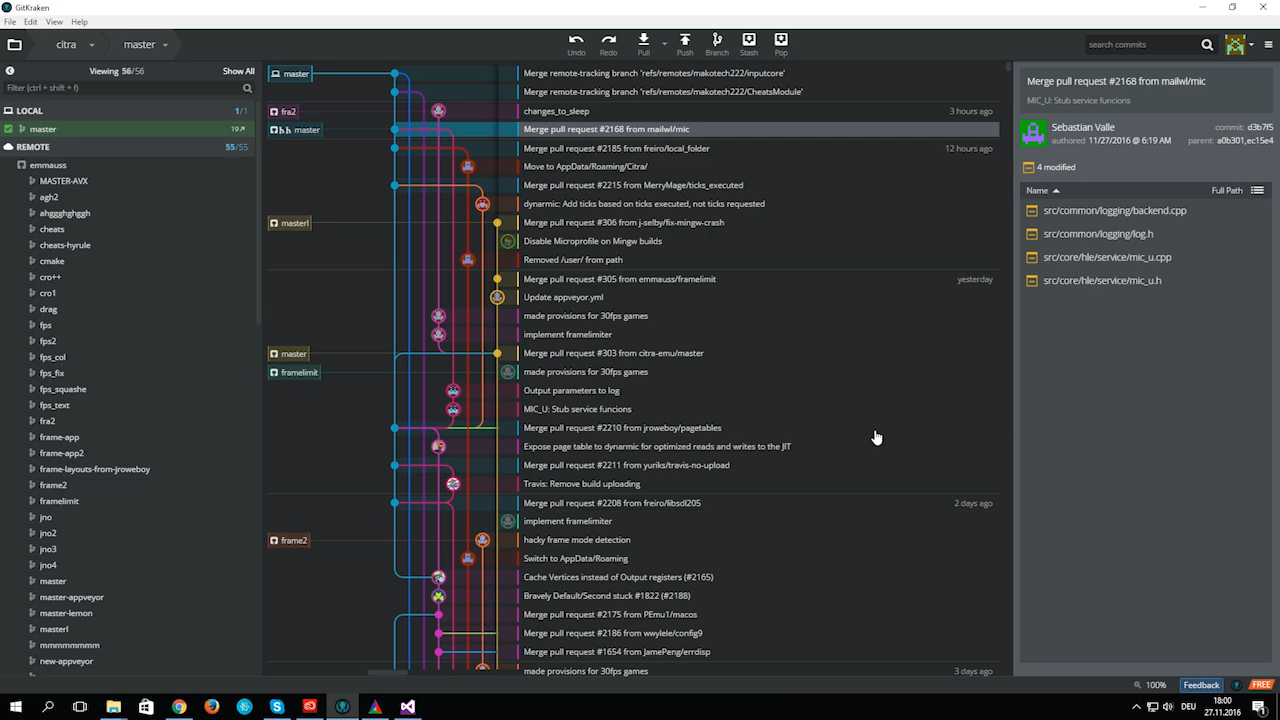 GitKraken
File Edit View Help
citra master
Undo Redo Pull Push Branch Stash Pop
search commits
Viewing 56/56 Show All
Filter (ctrl + shift + f)
LOCAL 1/1
master 19
REMOTE 55/55
emmauss
MASTER-AVX
agh2
ahggghghggh
cheats
cheats-hyrule
cmake
cro++
cro1
drag
fps
fps2
fps_col
fps_fix
fps_squashe
fps_text
fra2
frame-app
frame-app2
frame-layouts-from-jroweboy
frame2
framelimit
jno
jno2
jno3
jno4
master
master-appveyor
master-lemon
masterl
mmmmmmmm
new-appveyor
master Merge remote-tracking branch 'refs/remotes/makotech222/inputcore'
Merge remote-tracking branch 'refs/remotes/makotech222/CheatsModule'
fra2 changes_to_sleep 3 hours ago
master Merge pull request #2168 from mailwl/mic
Merge pull request #2185 from freiro/local_folder 12 hours ago
Move to AppData/Roaming/Citra/
Merge pull request #2215 from MerryMage/ticks_executed
dynarmic: Add ticks based on ticks executed, not ticks requested
masterl Merge pull request #306 from j-selby/fix-mingw-crash
Disable Microprofile on Mingw builds
Removed /user/ from path
Merge pull request #305 from emmauss/framelimit yesterday
Update appveyor.yml
made provisions for 30fps games
implement framelimiter
master Merge pull request #303 from citra-emu/master
framelimit made provisions for 30fps games
Output parameters to log
MIC_U: Stub service funcions
Merge pull request #2210 from jroweboy/pagetables
Expose page table to dynarmic for optimized reads and writes to the JIT
Merge pull request #2211 from yuriks/travis-no-upload
Travis: Remove build uploading
Merge pull request #2208 from freiro/libsdl205 2 days ago
implement framelimiter
frame2 hacky frame mode detection
Switch to AppData/Roaming
Cache Vertices instead of Output registers (#2165)
Bravely Default/Second stuck #1822 (#2188)
Merge pull request #2175 from PEmu1/macos
Merge pull request #2186 from wwylele/config9
Merge pull request #1654 from JamePeng/errdisp
made provisions for 30fps games 3 days ago
Merge pull request #2168 from mailwl/mic
MIC_U: Stub service funcions
Sebastian Valle commit: d3b7f5
authored 11/27/2016 @ 6:19 AM parent: a0b301,ec15e4
4 modified
Name Full Path
src/common/logging/backend.cpp
src/common/logging/log.h
src/core/hle/service/mic_u.cpp
src/core/hle/service/mic_u.h
100% Feedback FREE
DEU 18:00
27.11.2016